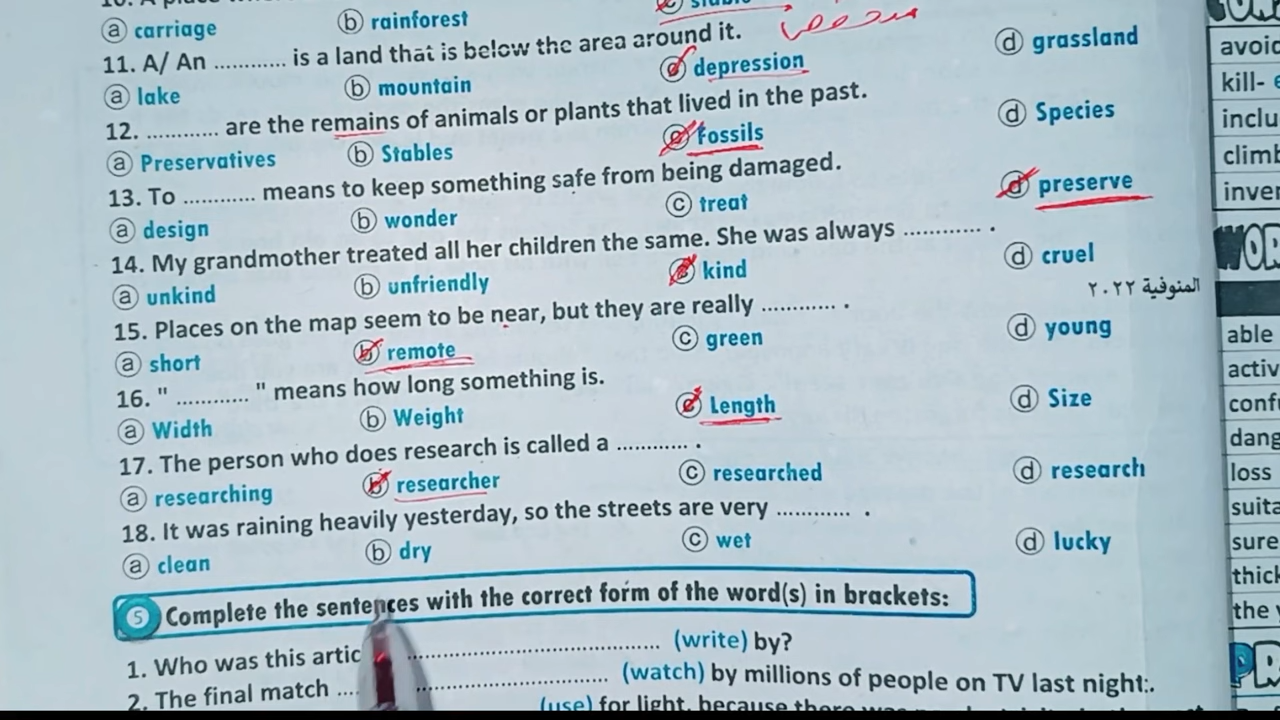 ⓐ carriage ⓑ rainforest
11. A/ An ............ is a land that is below the area around it.
ⓐ lake ⓑ mountain ⓒ depression ⓓ grassland
12. ............ are the remains of animals or plants that lived in the past.
ⓐ Preservatives ⓑ Stables ⓒ Fossils ⓓ Species
13. To ............ means to keep something safe from being damaged.
ⓐ design ⓑ wonder ⓒ treat ⓓ preserve
14. My grandmother treated all her children the same. She was always ............ .
ⓐ unkind ⓑ unfriendly ⓒ kind ⓓ cruel
المنوفية ٢٠٢٢
15. Places on the map seem to be near, but they are really ............ .
ⓐ short ⓑ remote ⓒ green ⓓ young
16. " ............ " means how long something is.
ⓐ Width ⓑ Weight ⓒ Length ⓓ Size
17. The person who does research is called a ............ .
ⓐ researching ⓑ researcher ⓒ researched ⓓ research
18. It was raining heavily yesterday, so the streets are very ............ .
ⓐ clean ⓑ dry ⓒ wet ⓓ lucky
5 Complete the sentences with the correct form of the word(s) in brackets:
1. Who was this artic ............ (write) by?
2. The final match ............ (watch) by millions of people on TV last night.
(use) for light, because there was
avoid
kill-
inclu
climb
inver
WOR
able
activ
conf
dang
loss
suita
sure
thick
the
PR